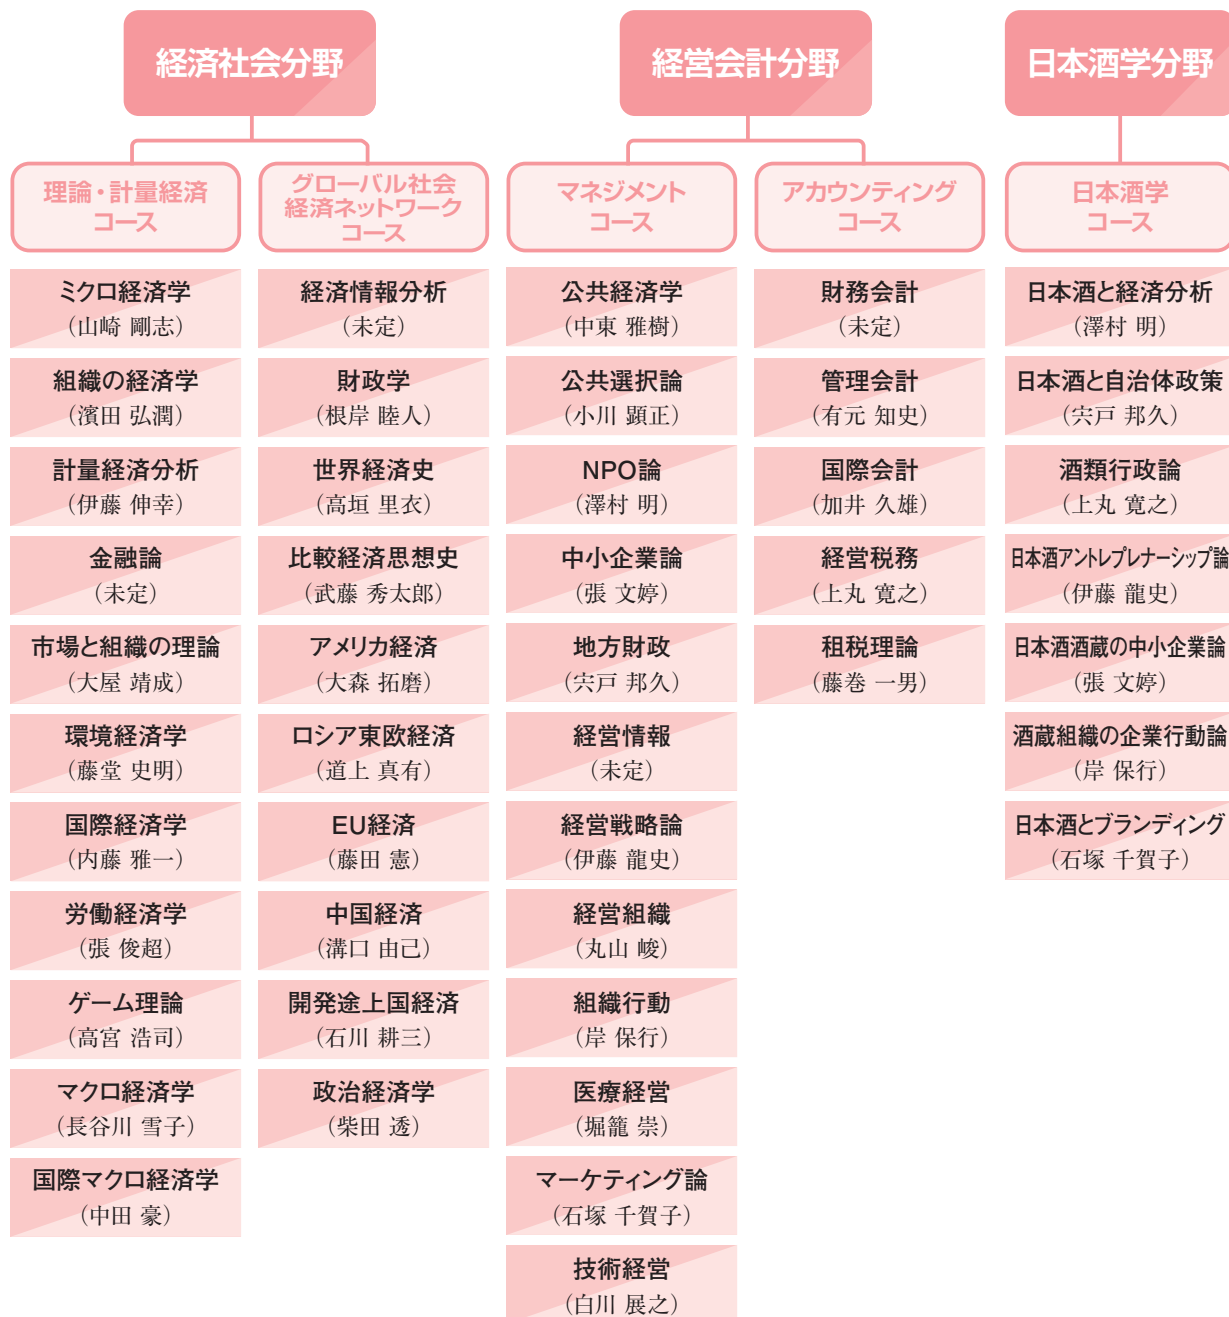 経済社会分野
理論・計量経済
コース
ミクロ経済学
（山崎 剛志）
組織の経済学
（濱田 弘潤）
計量経済分析
（伊藤 伸幸）
金融論
（未定）
市場と組織の理論
（大屋 靖成）
環境経済学
（藤堂 史明）
国際経済学
（内藤 雅一）
労働経済学
（張 俊超）
ゲーム理論
（高宮 浩司）
マクロ経済学
（長谷川 雪子）
国際マクロ経済学
（中田 豪）
グローバル社会
経済ネットワーク
コース
経済情報分析
（未定）
財政学
（根岸 睦人）
世界経済史
（高垣 里衣）
比較経済思想史
（武藤 秀太郎）
アメリカ経済
（大森 拓磨）
ロシア東欧経済
（道上 真有）
EU経済
（藤田 憲）
中国経済
（溝口 由己）
開発途上国経済
（石川 耕三）
政治経済学
（柴田 透）
経営会計分野
マネジメント
コース
公共経済学
（中東 雅樹）
公共選択論
（小川 顕正）
NPO論
（澤村 明）
中小企業論
（張 文婷）
地方財政
（宍戸 邦久）
経営情報
（未定）
経営戦略論
（伊藤 龍史）
経営組織
（丸山 峻）
組織行動
（岸 保行）
医療経営
（堀籠 崇）
マーケティング論
（石塚 千賀子）
技術経営
（白川 展之）
アカウンティング
コース
財務会計
（未定）
管理会計
（有元 知史）
国際会計
（加井 久雄）
経営税務
（上丸 寛之）
租税理論
（藤巻 一男）
日本酒学分野
日本酒学
コース
日本酒と経済分析
（澤村 明）
日本酒と自治体政策
（宍戸 邦久）
酒類行政論
（上丸 寛之）
日本酒アントレプレナーシップ論
（伊藤 龍史）
日本酒酒蔵の中小企業論
（張 文婷）
酒蔵組織の企業行動論
（岸 保行）
日本酒とブランディング
（石塚 千賀子）